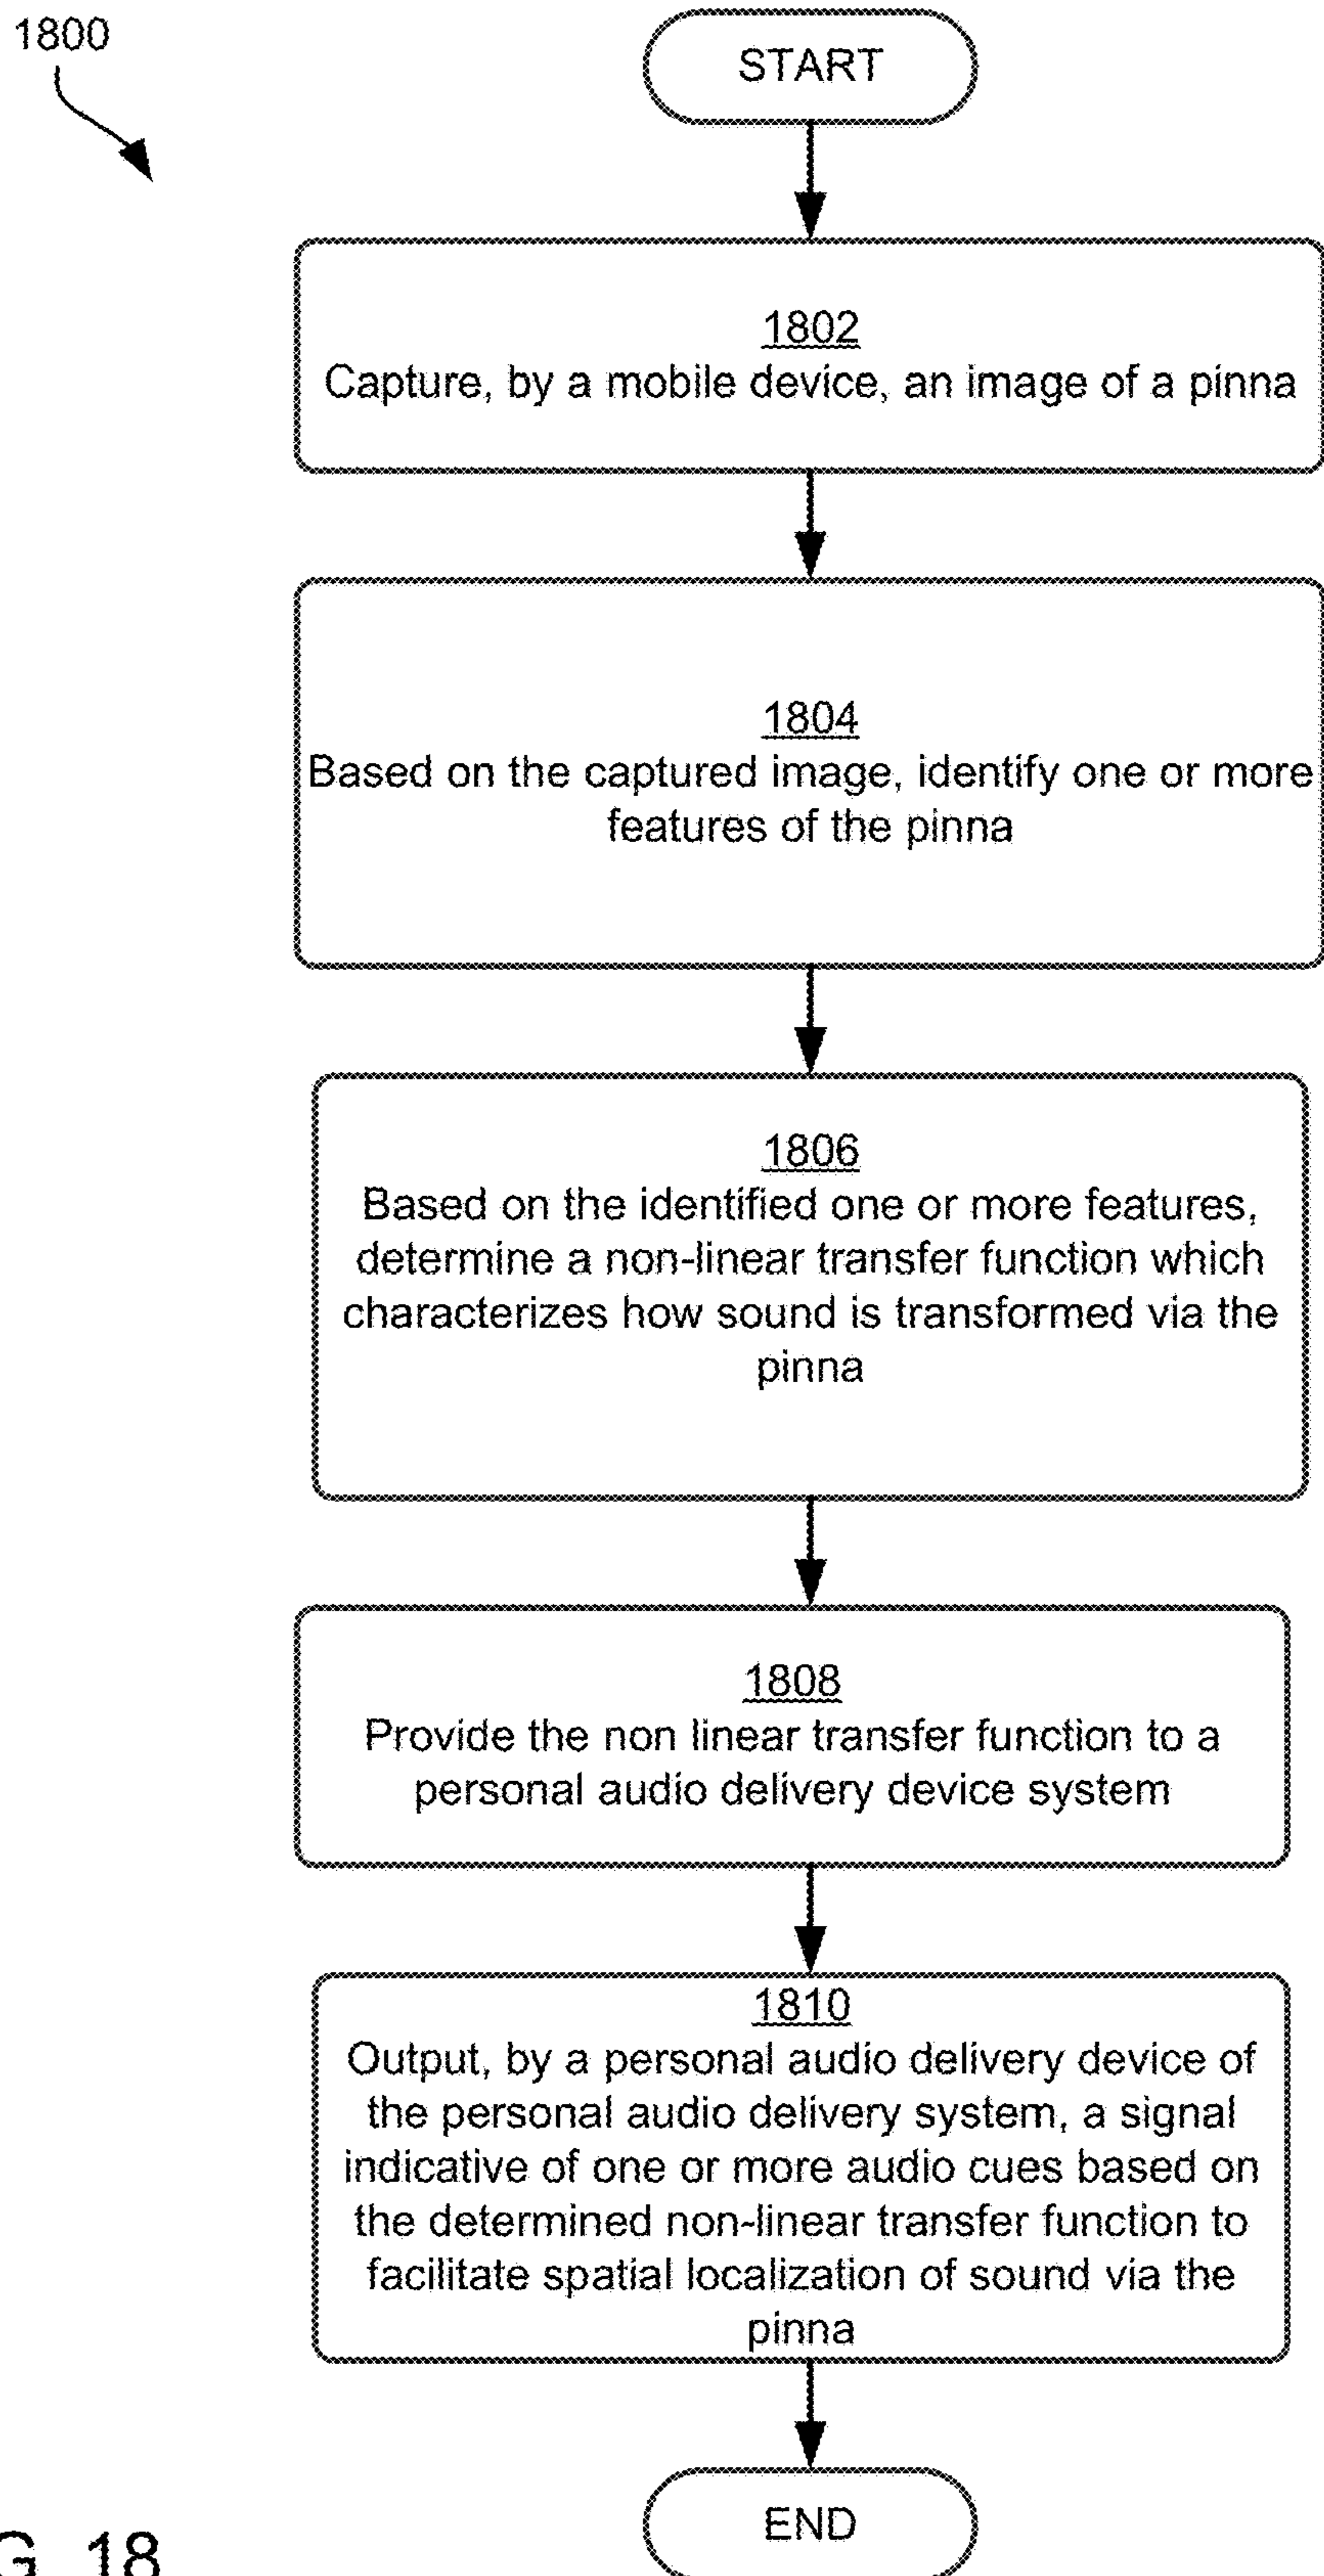 1800
START
1802
Capture, by a mobile device, an image of a pinna
1804
Based on the captured image, identify one or more
features of the pinna
1806
Based on the identified one or more features,
determine a non-linear transfer function which
characterizes how sound is transformed via the
pinna
1808
Provide the non linear transfer function to a
personal audio delivery device system
1810
Output, by a personal audio delivery device of
the personal audio delivery system, a signal
indicative of one or more audio cues based on
the determined non-linear transfer function to
facilitate spatial localization of sound via the
pinna
END
G. 18